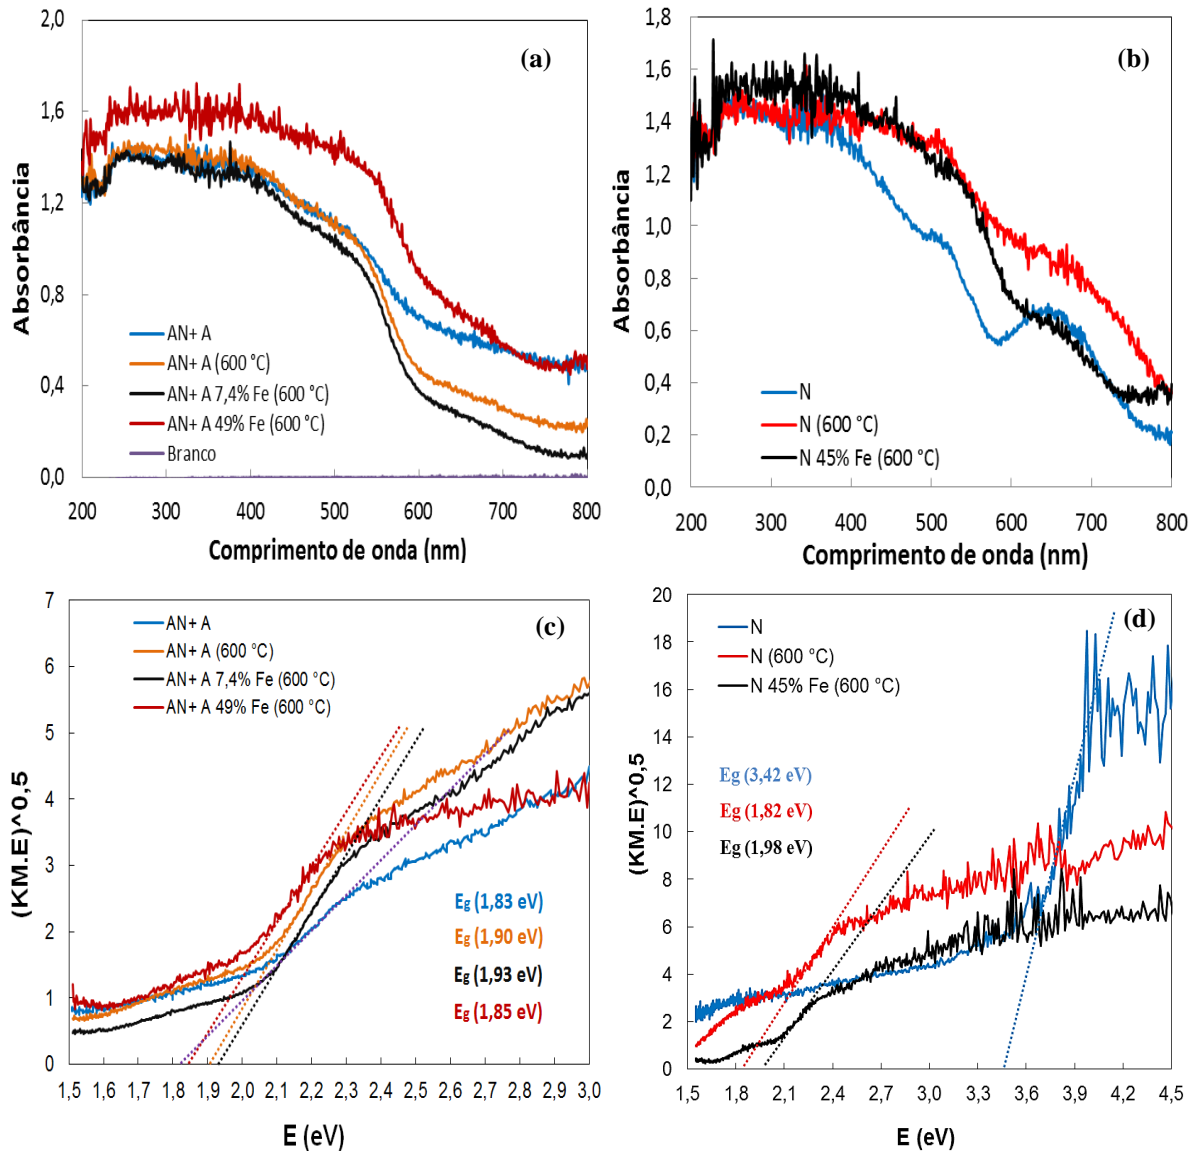 (a)
2,0
1,6
1,2
0,8
0,4
0,0
Absorbância
AN+ A
AN+ A (600 °C)
AN+ A 7,4% Fe (600 °C)
AN+ A 49% Fe (600 °C)
Branco
200 300 400 500 600 700 800
Comprimento de onda (nm)
(b)
1,8
1,6
1,4
1,2
1,0
0,8
0,6
0,4
0,2
0,0
Absorbância
N
N (600 °C)
N 45% Fe (600 °C)
200 300 400 500 600 700 800
Comprimento de onda (nm)
(c)
7
6
5
4
3
2
1
0
(KM.E)^0,5
AN+ A
AN+ A (600 °C)
AN+ A 7,4% Fe (600 °C)
AN+ A 49% Fe (600 °C)
Eg (1,83 eV)
Eg (1,90 eV)
Eg (1,93 eV)
Eg (1,85 eV)
1,5 1,6 1,7 1,8 1,9 2,0 2,1 2,2 2,3 2,4 2,5 2,6 2,7 2,8 2,9 3,0
E (eV)
(d)
20
18
16
14
12
10
8
6
4
2
0
(KM.E)^0,5
N
N (600 °C)
N 45% Fe (600 °C)
Eg (3,42 eV)
Eg (1,82 eV)
Eg (1,98 eV)
1,5 1,8 2,1 2,4 2,7 3,0 3,3 3,6 3,9 4,2 4,5
E (eV)